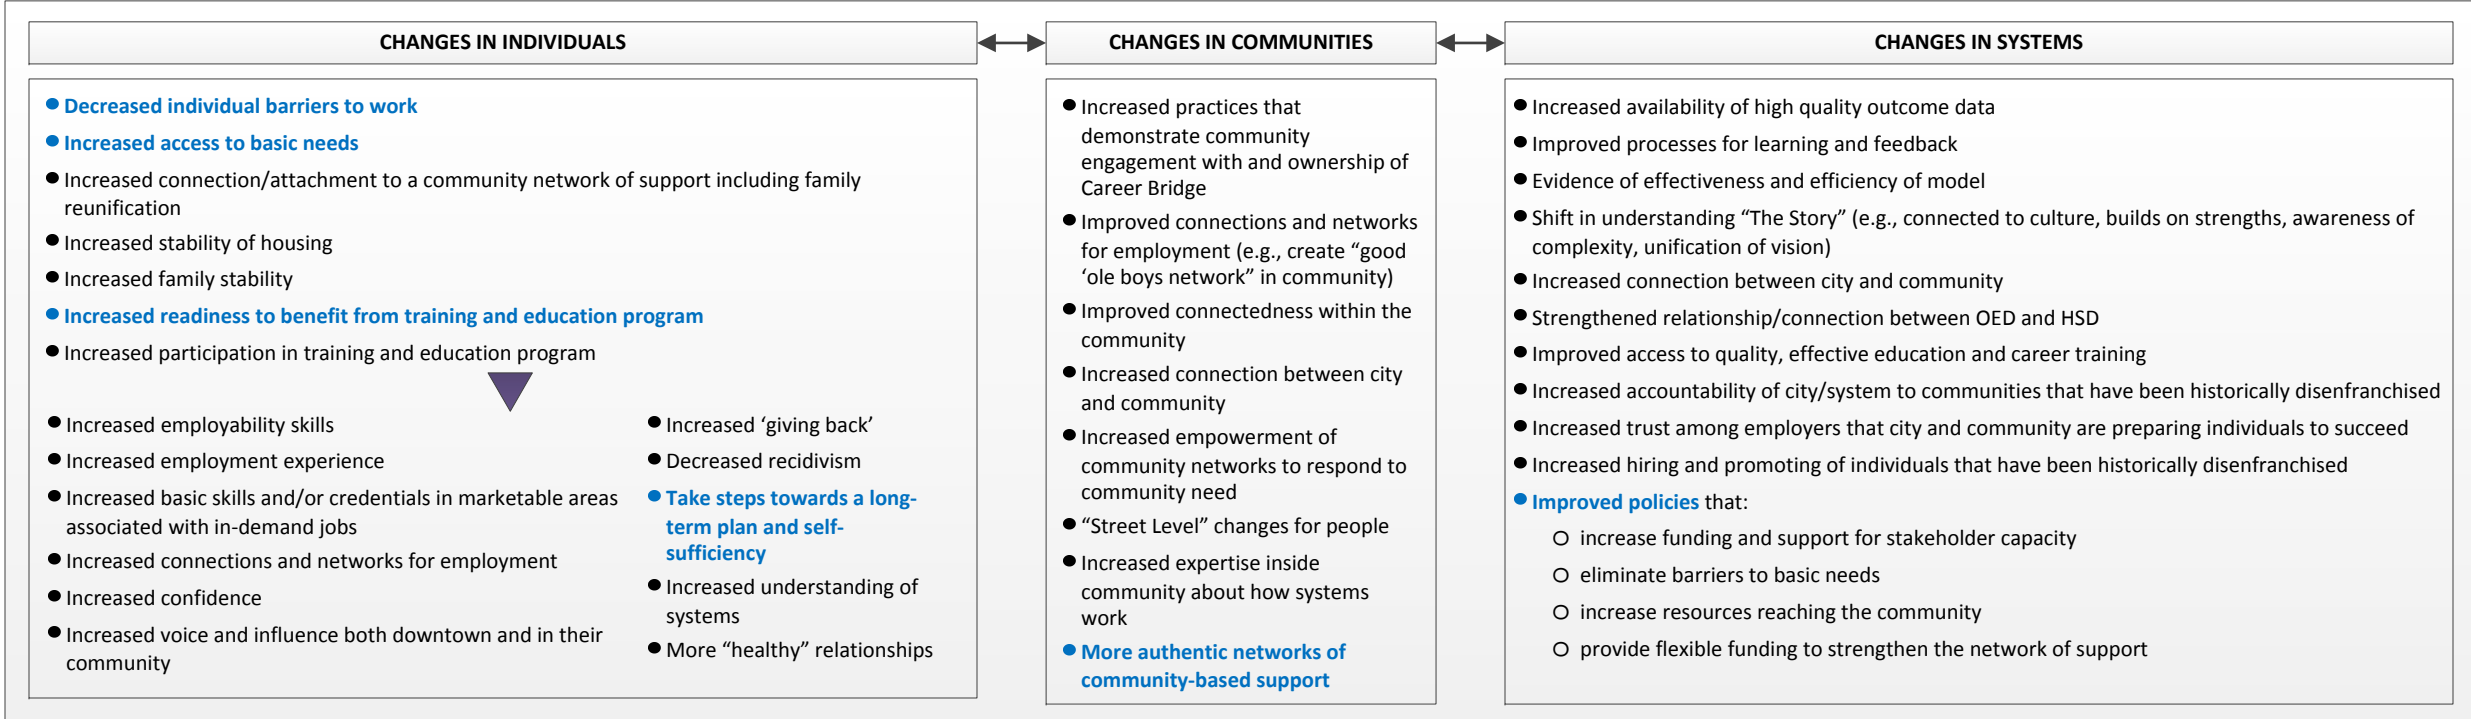 CHANGES IN INDIVIDUALS
● Decreased individual barriers to work
● Increased access to basic needs
● Increased connection/attachment to a community network of support including family
reunification
● Increased stability of housing
● Increased family stability
● Increased readiness to benefit from training and education program
● Increased participation in training and education program
● Increased employability skills
● Increased employment experience
● Increased basic skills and/or credentials in marketable areas
associated with in-demand jobs
● Increased connections and networks for employment
● Increased confidence
● Increased voice and influence both downtown and in their
community
● Increased ‘giving back’
● Decreased recidivism
● Take steps towards a long-
term plan and self-
sufficiency
● Increased understanding of
systems
● More “healthy” relationships
CHANGES IN COMMUNITIES
● Increased practices that
demonstrate community
engagement with and ownership of
Career Bridge
● Improved connections and networks
for employment (e.g., create “good
‘ole boys network” in community)
● Improved connectedness within the
community
● Increased connection between city
and community
● Increased empowerment of
community networks to respond to
community need
● “Street Level” changes for people
● Increased expertise inside
community about how systems
work
● More authentic networks of
community-based support
CHANGES IN SYSTEMS
● Increased availability of high quality outcome data
● Improved processes for learning and feedback
● Evidence of effectiveness and efficiency of model
● Shift in understanding “The Story” (e.g., connected to culture, builds on strengths, awareness of
complexity, unification of vision)
● Increased connection between city and community
● Strengthened relationship/connection between OED and HSD
● Improved access to quality, effective education and career training
● Increased accountability of city/system to communities that have been historically disenfranchised
● Increased trust among employers that city and community are preparing individuals to succeed
● Increased hiring and promoting of individuals that have been historically disenfranchised
● Improved policies that:
○ increase funding and support for stakeholder capacity
○ eliminate barriers to basic needs
○ increase resources reaching the community
○ provide flexible funding to strengthen the network of support